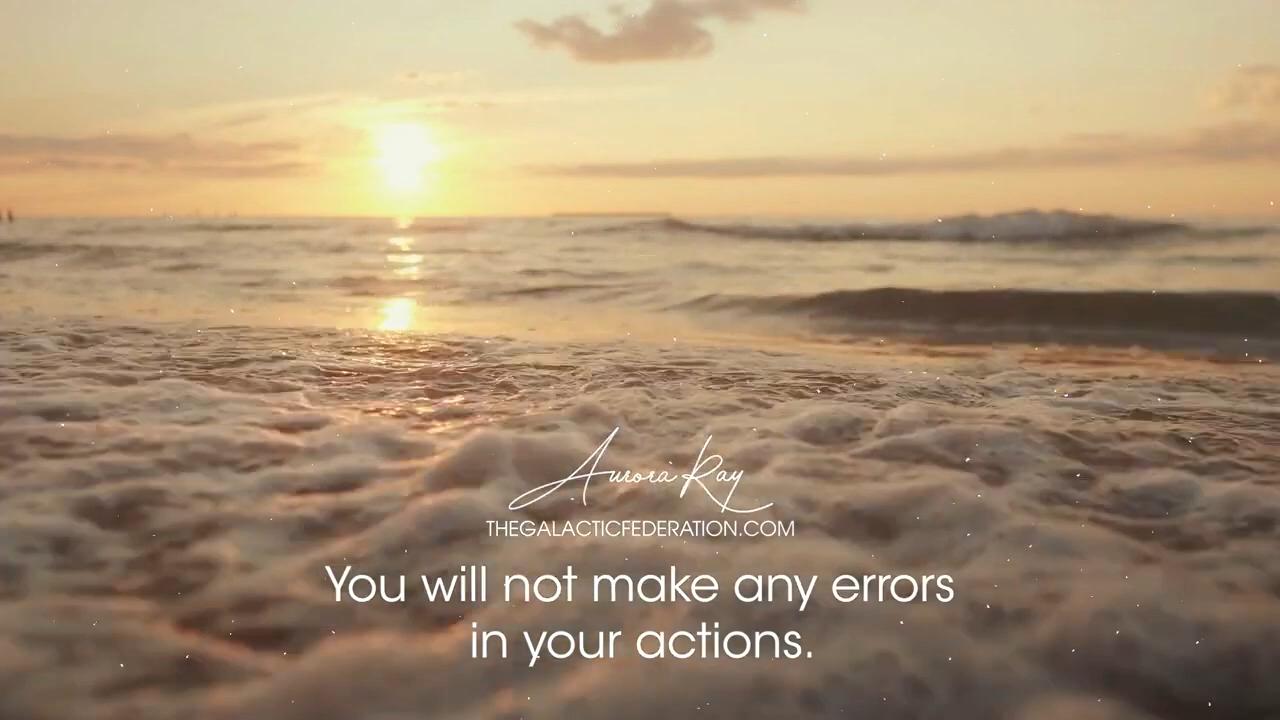 Aurora Ray
THEGALACTICFEDERATION.COM
You will not make any errors
in your actions.